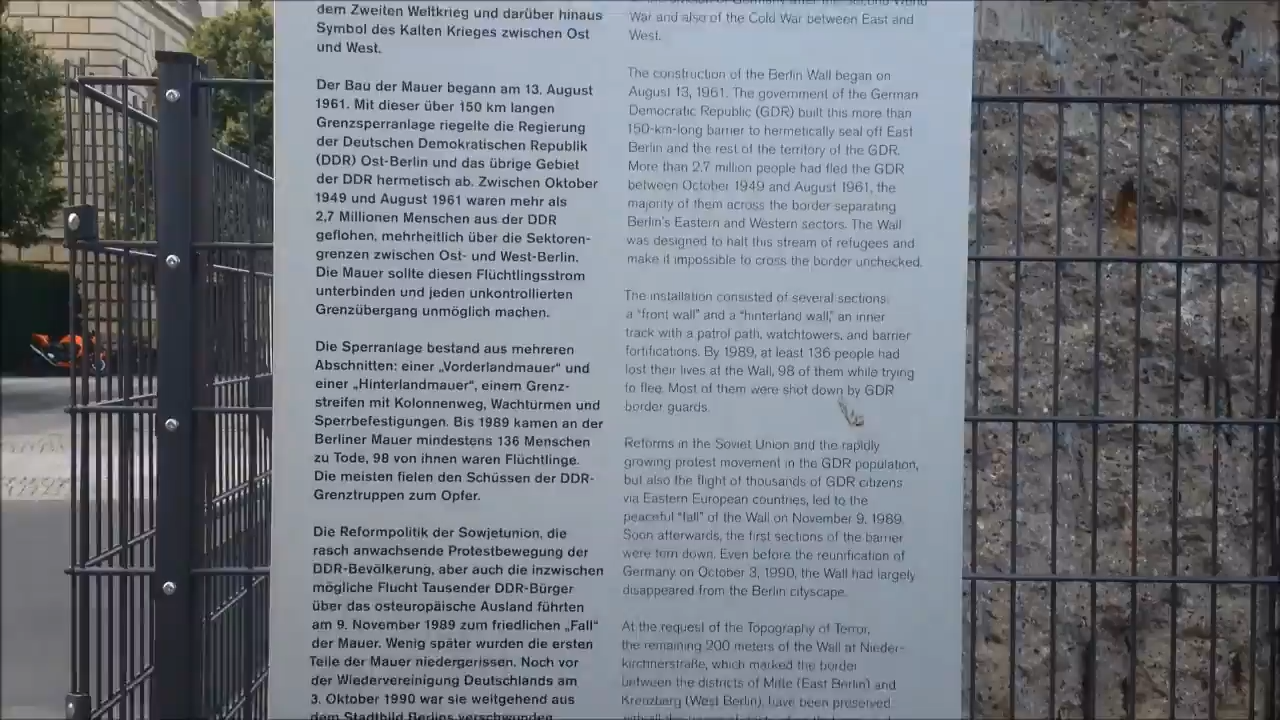 dem Zweiten Weltkrieg und darüber hinaus
Symbol des Kalten Krieges zwischen Ost
und West.
Der Bau der Mauer begann am 13. August
1961. Mit dieser über 150 km langen
Grenzsperranlage riegelte die Regierung
der Deutschen Demokratischen Republik
(DDR) Ost-Berlin und das übrige Gebiet
der DDR hermetisch ab. Zwischen Oktober
1949 und August 1961 waren mehr als
2,7 Millionen Menschen aus der DDR
geflohen, mehrheitlich über die Sektoren-
grenzen zwischen Ost- und West-Berlin.
Die Mauer sollte diesen Flüchtlingsstrom
unterbinden und jeden unkontrollierten
Grenzübergang unmöglich machen.
Die Sperranlage bestand aus mehreren
Abschnitten: einer „Vorderlandmauer“ und
einer „Hinterlandmauer“, einem Grenz-
streifen mit Kolonnenweg, Wachtürmen und
Sperrbefestigungen. Bis 1989 kamen an der
Berliner Mauer mindestens 136 Menschen
zu Tode, 98 von ihnen waren Flüchtlinge.
Die meisten fielen den Schüssen der DDR-
Grenztruppen zum Opfer.
Die Reformpolitik der Sowjetunion, die
rasch anwachsende Protestbewegung der
DDR-Bevölkerung, aber auch die inzwischen
mögliche Flucht Tausender DDR-Bürger
über das osteuropäische Ausland führten
am 9. November 1989 zum friedlichen „Fall“
der Mauer. Wenig später wurden die ersten
Teile der Mauer niedergerissen. Noch vor
der Wiedervereinigung Deutschlands am
3. Oktober 1990 war sie weitgehend aus
dem Stadtbild Berlins verschwunden.
War and also of the Cold War between East and
West.
The construction of the Berlin Wall began on
August 13, 1961. The government of the German
Democratic Republic (GDR) built this more than
150-km-long barrier to hermetically seal off East
Berlin and the rest of the territory of the GDR.
More than 2.7 million people had fled the GDR
between October 1949 and August 1961, the
majority of them across the border separating
Berlin's Eastern and Western sectors. The Wall
was designed to halt this stream of refugees and
make it impossible to cross the border unchecked.
The installation consisted of several sections:
a “front wall” and a “hinterland wall,” an inner
track with a patrol path, watchtowers, and barrier
fortifications. By 1989, at least 136 people had
lost their lives at the Wall, 98 of them while trying
to flee. Most of them were shot down by GDR
border guards.
Reforms in the Soviet Union and the rapidly
growing protest movement in the GDR population,
but also the flight of thousands of GDR citizens
via Eastern European countries, led to the
peaceful “fall” of the Wall on November 9, 1989.
Soon afterwards, the first sections of the barrier
were torn down. Even before the reunification of
Germany on October 3, 1990, the Wall had largely
disappeared from the Berlin cityscape.
At the request of the Topography of Terror,
the remaining 200 meters of the Wall at Nieder-
kirchnerstraße, which marked the border
between the districts of Mitte (East Berlin) and
Kreuzberg (West Berlin), have been preserved